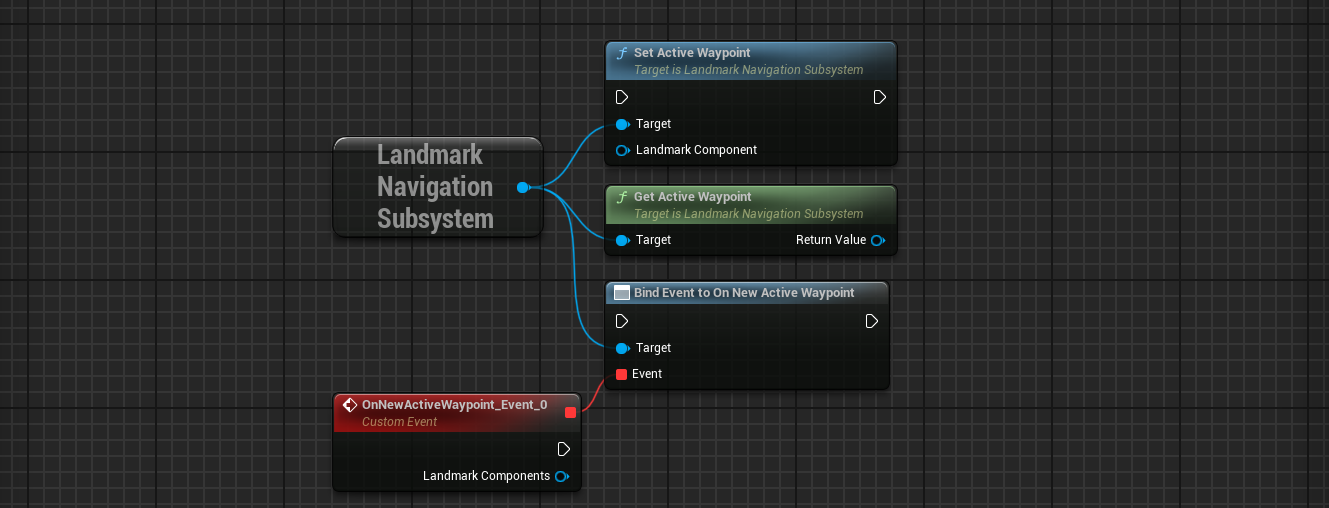 Landmark
Navigation
Subsystem
Set Active Waypoint
Target is Landmark Navigation Subsystem
Target
Landmark Component
Get Active Waypoint
Target is Landmark Navigation Subsystem
Target Return Value
Bind Event to On New Active Waypoint
Target
Event
OnNewActiveWaypoint_Event_0
Custom Event
Landmark Components